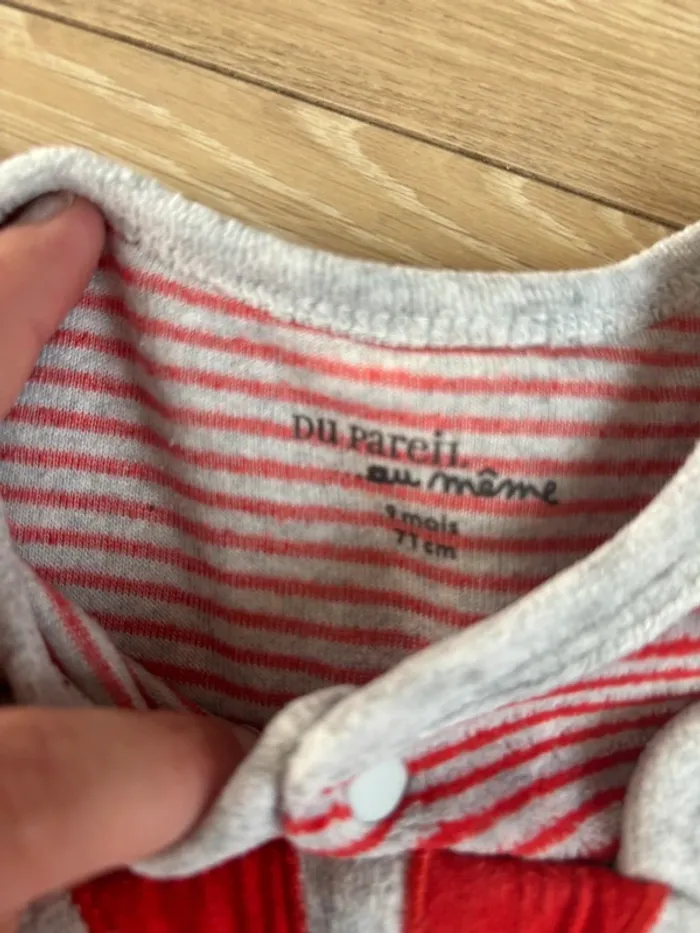 DU PAREIL
au même
9 mois
71 cm